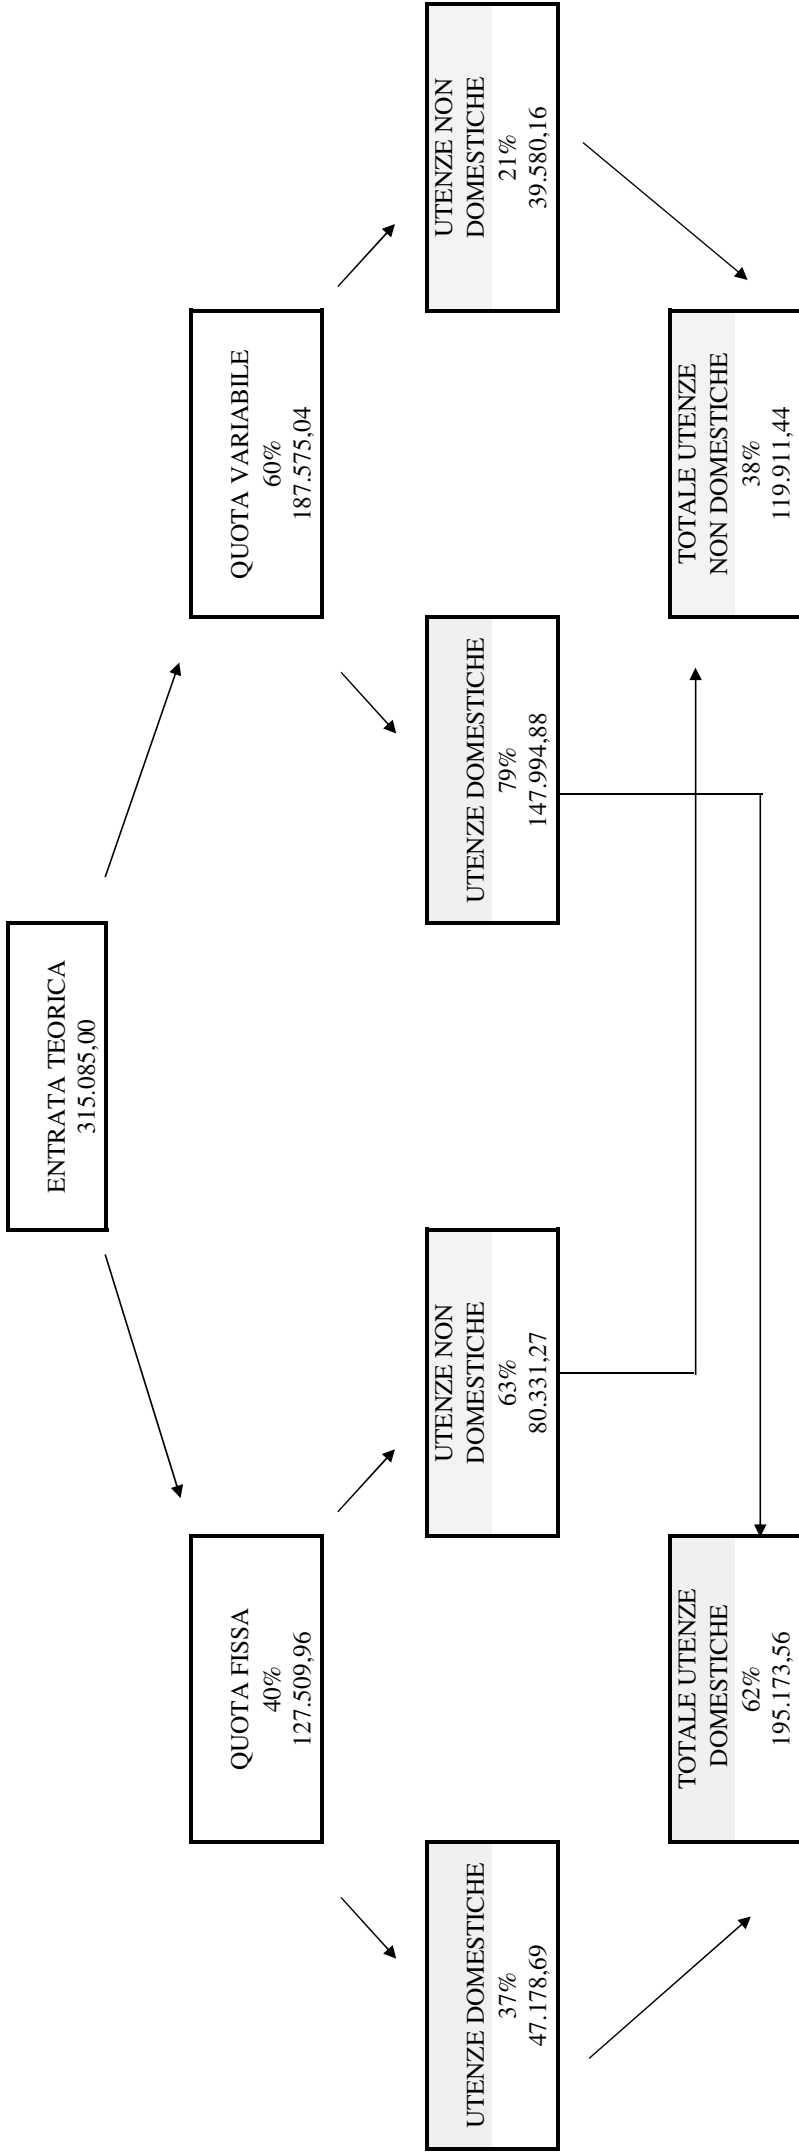 ENTRATA TEORICA
315.085,00
QUOTA FISSA
40%
127.509,96
QUOTA VARIABILE
60%
187.575,04
UTENZE DOMESTICHE
37%
47.178,69
UTENZE NON
DOMESTICHE
63%
80.331,27
UTENZE DOMESTICHE
79%
147.994,88
UTENZE NON
DOMESTICHE
21%
39.580,16
TOTALE UTENZE
DOMESTICHE
62%
195.173,56
TOTALE UTENZE
NON DOMESTICHE
38%
119.911,44